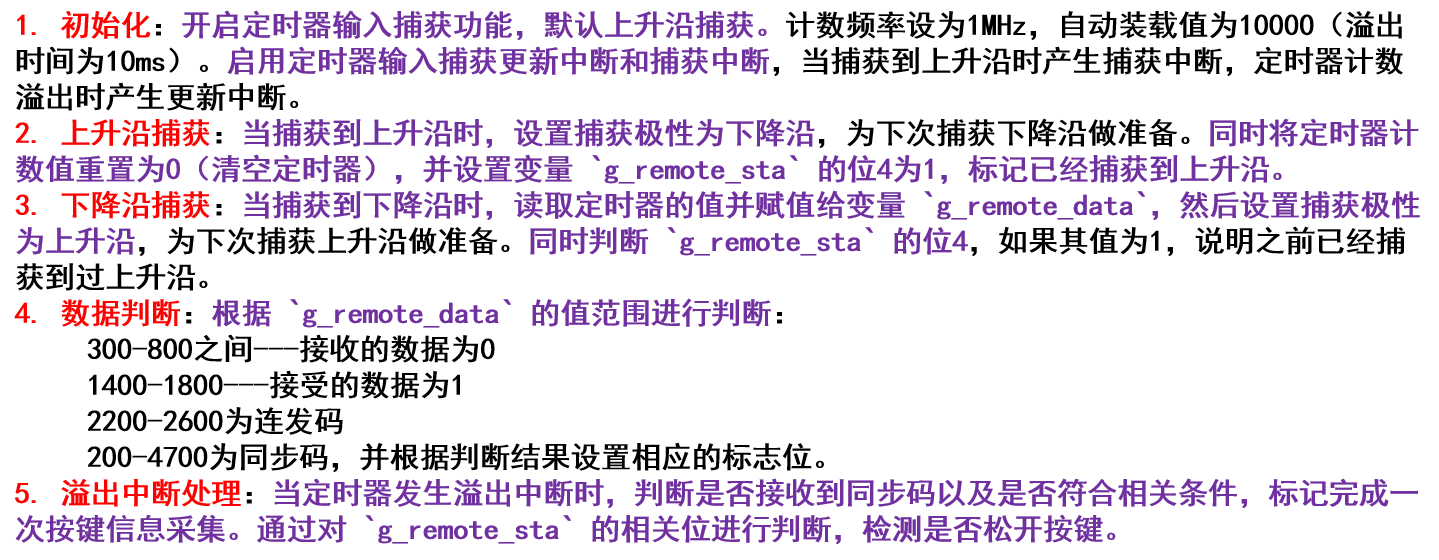 1. 初始化：开启定时器输入捕获功能，默认上升沿捕获。计数频率设为1MHz，自动装载值为10000（溢出
时间为10ms）。启用定时器输入捕获更新中断和捕获中断，当捕获到上升沿时产生捕获中断，定时器计数
溢出时产生更新中断。
2. 上升沿捕获：当捕获到上升沿时，设置捕获极性为下降沿，为下次捕获下降沿做准备。同时将定时器计
数值重置为0（清空定时器），并设置变量 `g_remote_sta` 的位4为1，标记已经捕获到上升沿。
3. 下降沿捕获：当捕获到下降沿时，读取定时器的值并赋值给变量 `g_remote_data`，然后设置捕获极性
为上升沿，为下次捕获上升沿做准备。同时判断 `g_remote_sta` 的位4，如果其值为1，说明之前已经捕
获到过上升沿。
4. 数据判断：根据 `g_remote_data` 的值范围进行判断：
300-800之间---接收的数据为0
1400-1800---接受的数据为1
2200-2600为连发码
200-4700为同步码，并根据判断结果设置相应的标志位。
5. 溢出中断处理：当定时器发生溢出中断时，判断是否接收到同步码以及是否符合相关条件，标记完成一
次按键信息采集。通过对 `g_remote_sta` 的相关位进行判断，检测是否松开按键。